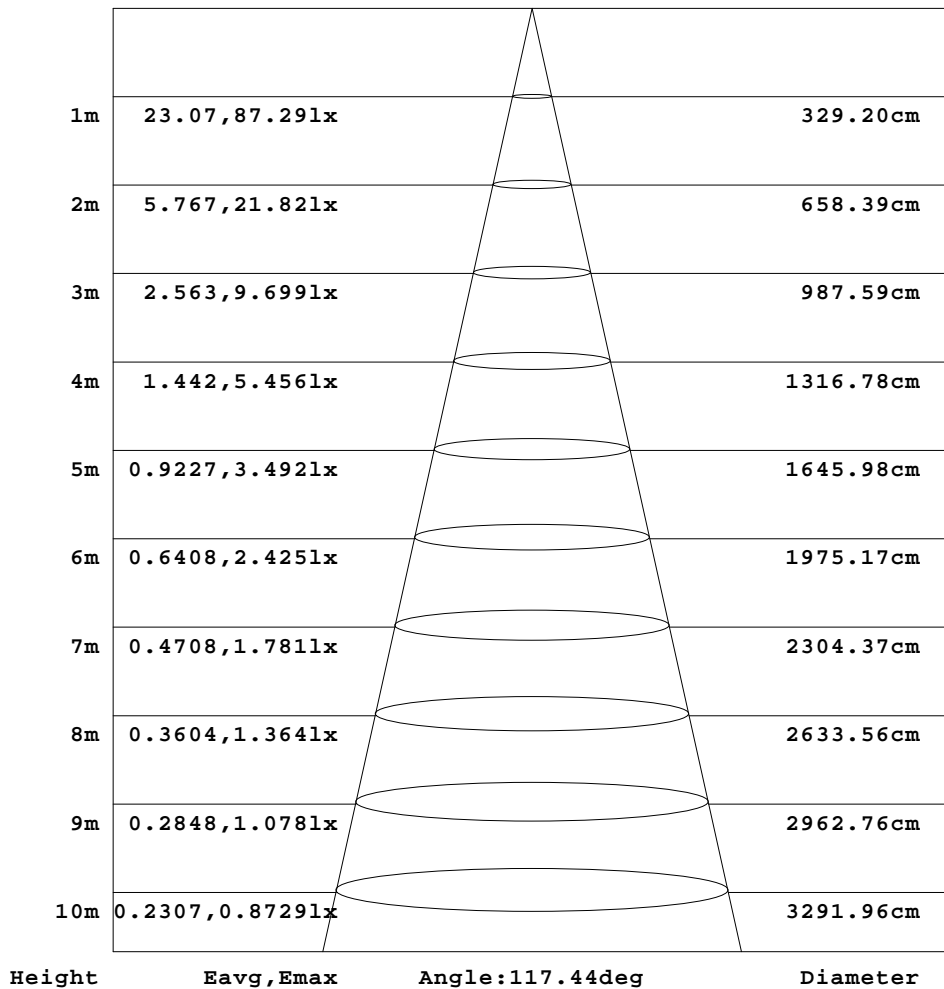 1m 23.07,87.29lx 329.20cm
2m 5.767,21.82lx 658.39cm
3m 2.563,9.699lx 987.59cm
4m 1.442,5.456lx 1316.78cm
5m 0.9227,3.492lx 1645.98cm
6m 0.6408,2.425lx 1975.17cm
7m 0.4708,1.781lx 2304.37cm
8m 0.3604,1.364lx 2633.56cm
9m 0.2848,1.078lx 2962.76cm
10m 0.2307,0.8729lx 3291.96cm
Height Eavg,Emax Angle:117.44deg Diameter